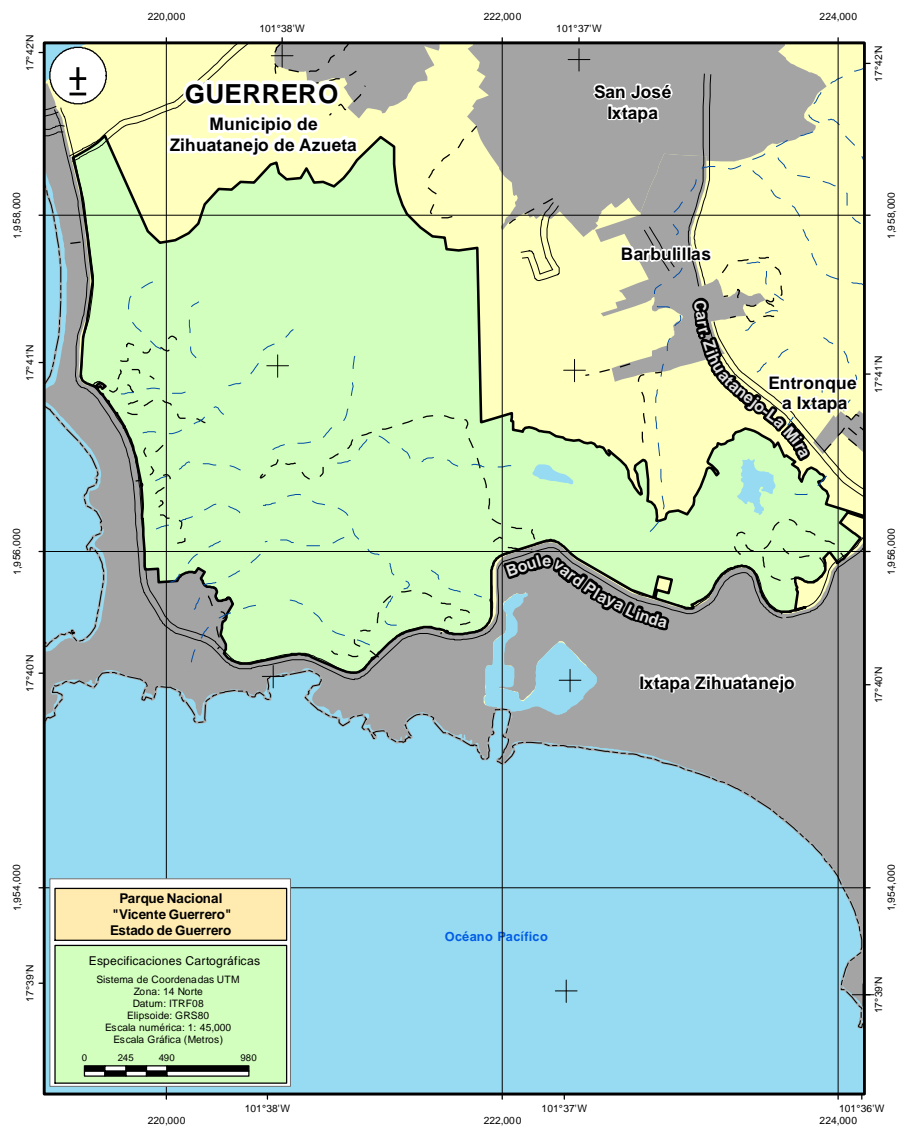 220,000
222,000
224,000
101°38'W
101°37'W
17°42'N
17°42'N
GUERRERO
Municipio de
Zihuatanejo de Azueta
San José
Ixtapa
1,958,000
1,958,000
Barbulillas
Carr. Zihuatanejo-La Mira
17°41'N
17°41'N
Entronque
a Ixtapa
1,956,000
1,956,000
Boulevard Playa Linda
17°40'N
17°40'N
Ixtapa Zihuatanejo
1,954,000
1,954,000
Parque Nacional
"Vicente Guerrero"
Estado de Guerrero
Océano Pacífico
Especificaciones Cartográficas
Sistema de Coordenadas UTM
Zona: 14 Norte
Datum: ITRF08
Elipsoide: GRS80
Escala numérica: 1: 45,000
Escala Gráfica (Metros)
0 245 490 980
17°39'N
17°39'N
101°38'W
101°37'W
101°36'W
220,000
222,000
224,000